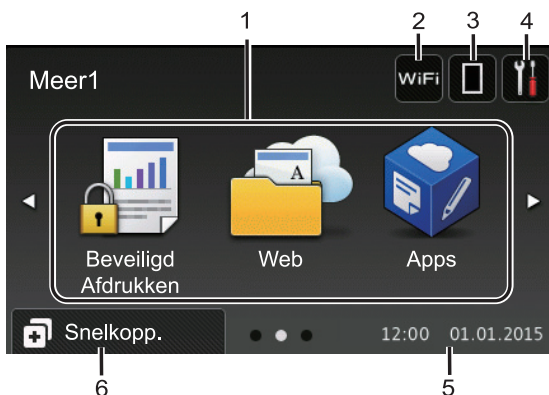 1
2
3
4
Meer1
WiFi
A
Beveiligd
Afdrukken
Web
Apps
Snelkopp.
12:00 01.01.2015
6
5